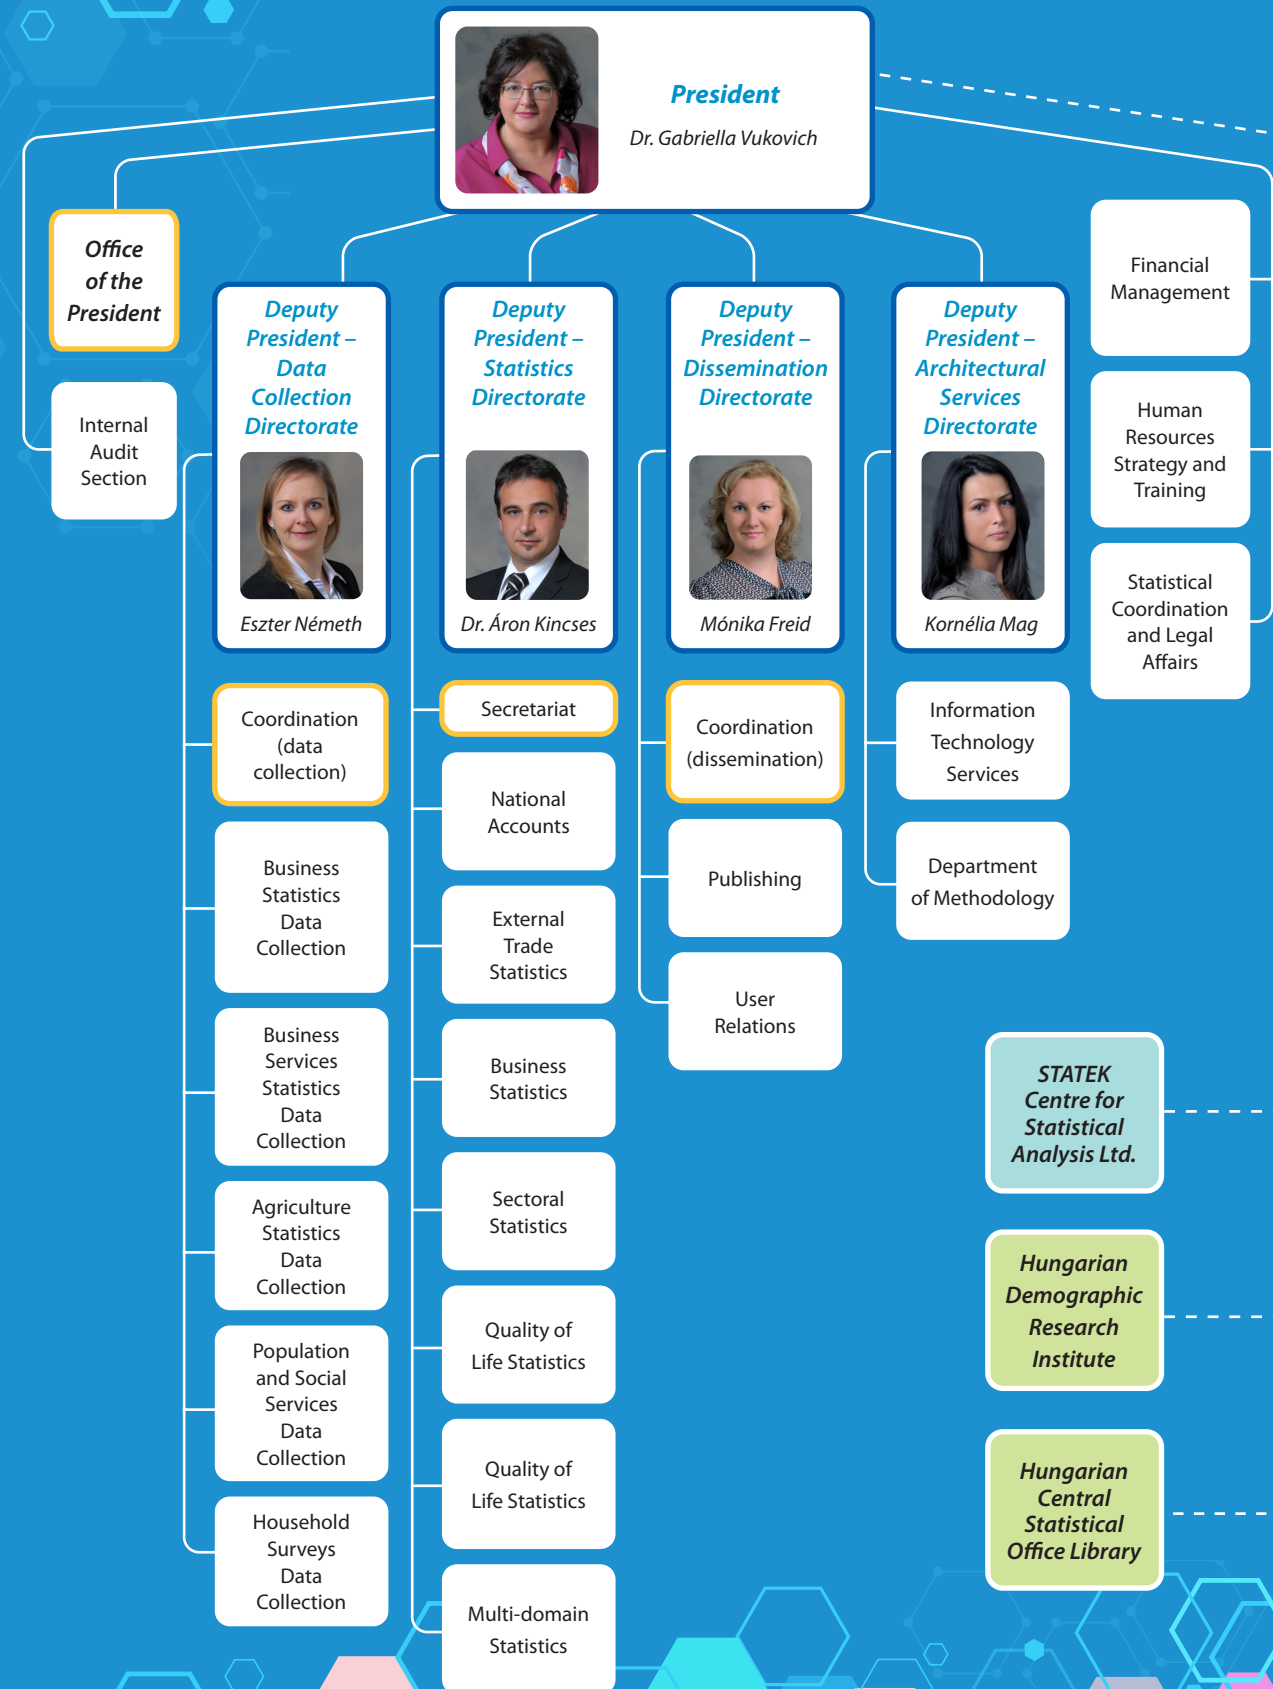 President
Dr. Gabriella Vukovich
Office
of the
President
Internal
Audit
Section
Deputy
President –
Data
Collection
Directorate
Eszter Németh
Coordination
(data
collection)
Business
Statistics
Data
Collection
Business
Services
Statistics
Data
Collection
Agriculture
Statistics
Data
Collection
Population
and Social
Services
Data
Collection
Household
Surveys
Data
Collection
Deputy
President –
Statistics
Directorate
Dr. Áron Kincses
Secretariat
National
Accounts
External
Trade
Statistics
Business
Statistics
Sectoral
Statistics
Quality of
Life Statistics
Quality of
Life Statistics
Multi-domain
Statistics
Deputy
President –
Dissemination
Directorate
Mónika Freid
Coordination
(dissemination)
Publishing
User
Relations
Deputy
President –
Architectural
Services
Directorate
Kornélia Mag
Information
Technology
Services
Department
of Methodology
Financial
Management
Human
Resources
Strategy and
Training
Statistical
Coordination
and Legal
Affairs
STATEK
Centre for
Statistical
Analysis Ltd.
Hungarian
Demographic
Research
Institute
Hungarian
Central
Statistical
Office Library